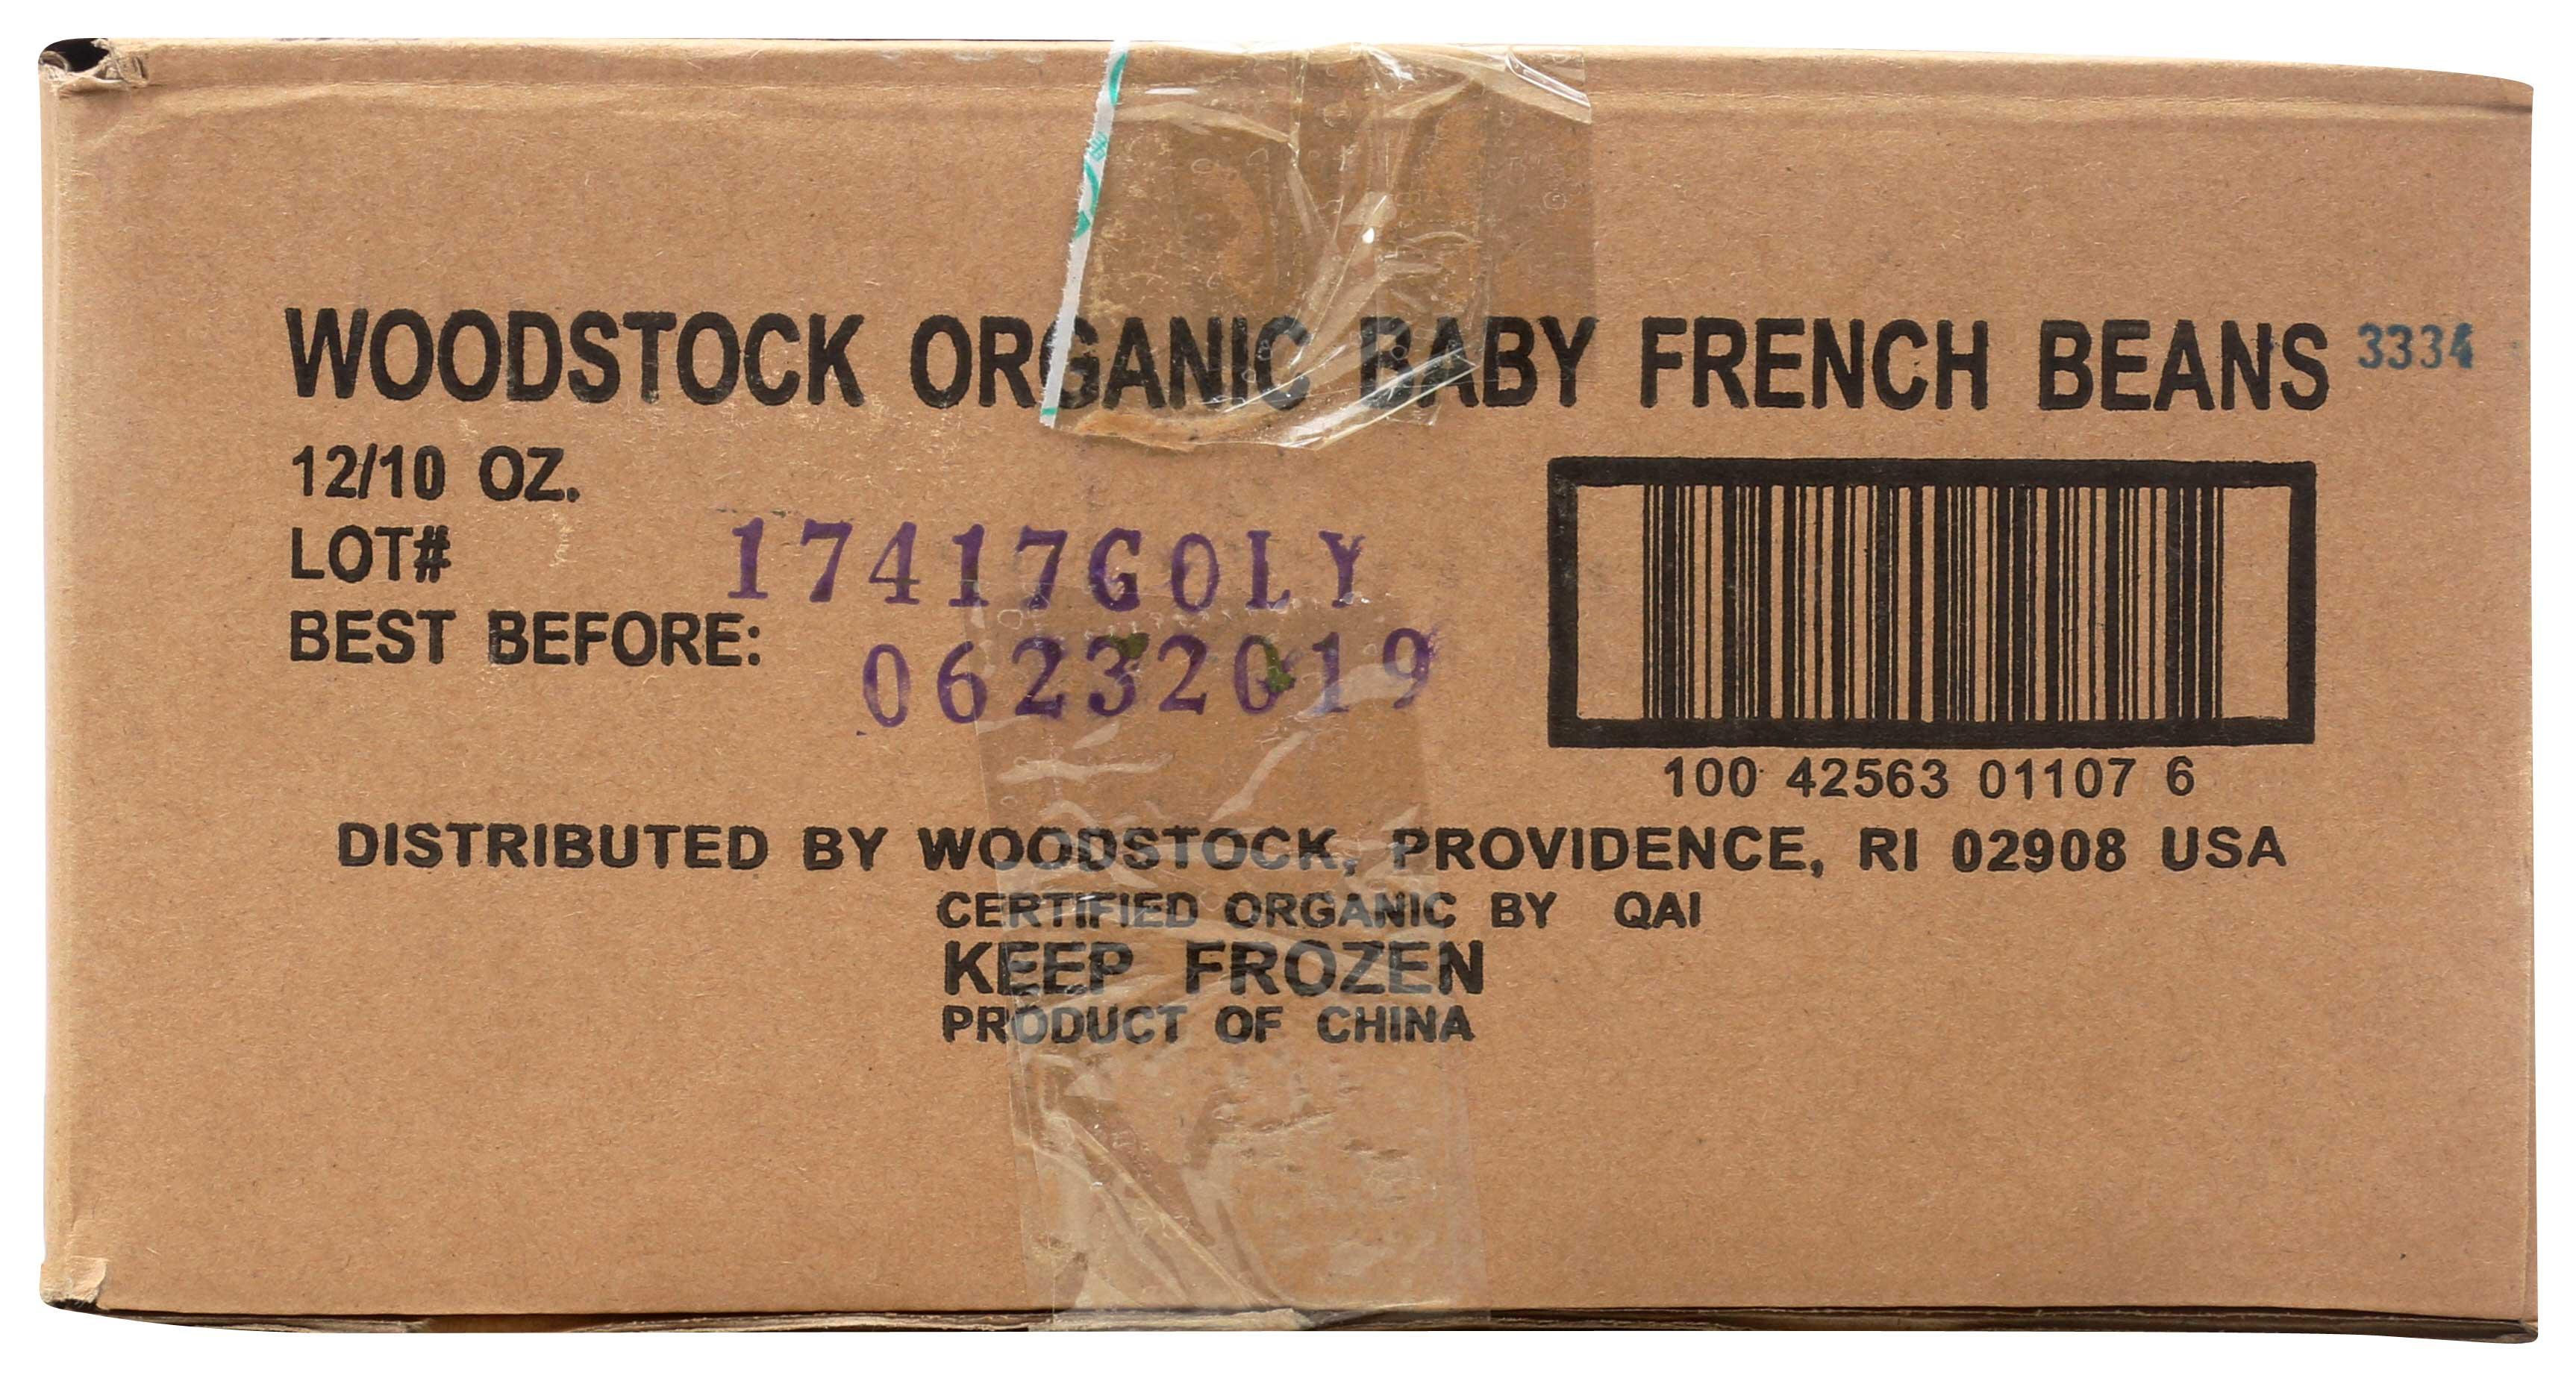 WOODSTOCK ORGANIC BABY FRENCH BEANS 3334
12/10 OZ.
LOT# 17417GOLY
BEST BEFORE: 06232019
100 42563 01107 6
DISTRIBUTED BY WOODSTOCK, PROVIDENCE, RI 02908 USA
CERTIFIED ORGANIC BY QAI
KEEP FROZEN
PRODUCT OF CHINA